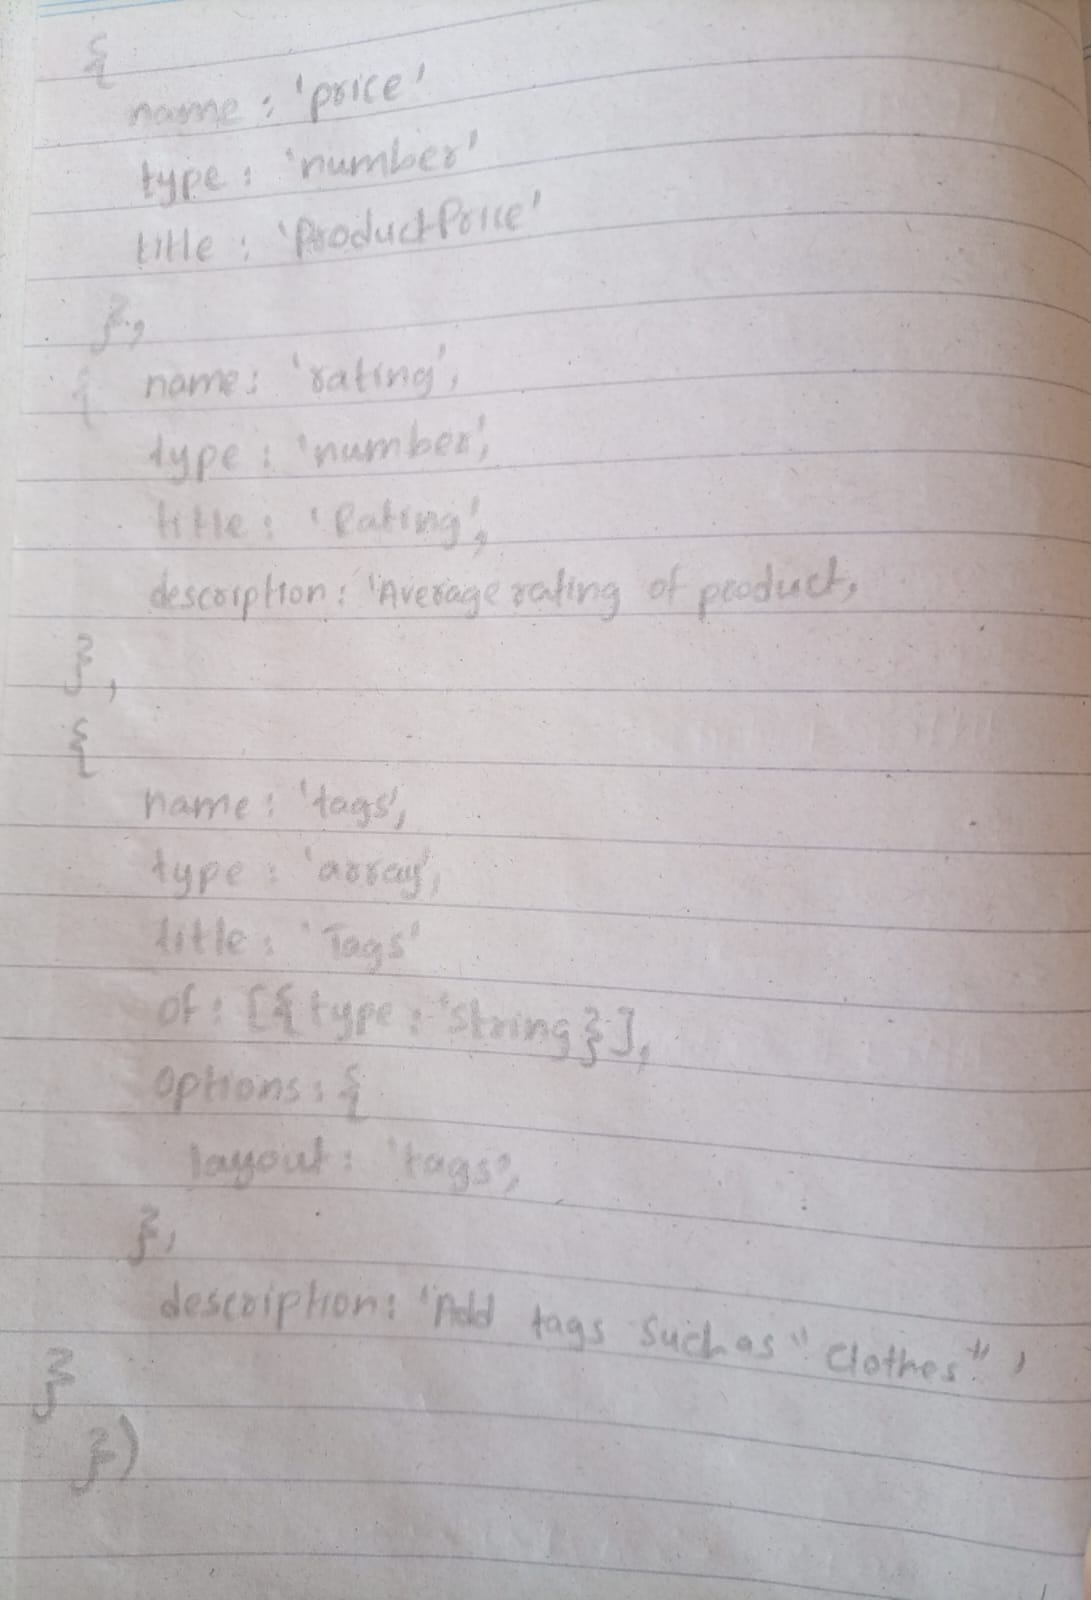 {
name : 'price'
type : 'number'
title : 'ProductPrice'
},
{ name : 'rating',
type : 'number',
title : 'Rating',
description : 'Average rating of product,
},
{
name : 'tags',
type : 'array',
title : 'Tags'
of : [{ type : 'string }],
options : {
layout : 'tags',
},
description : 'Add tags such as " Clothes" '
}
})